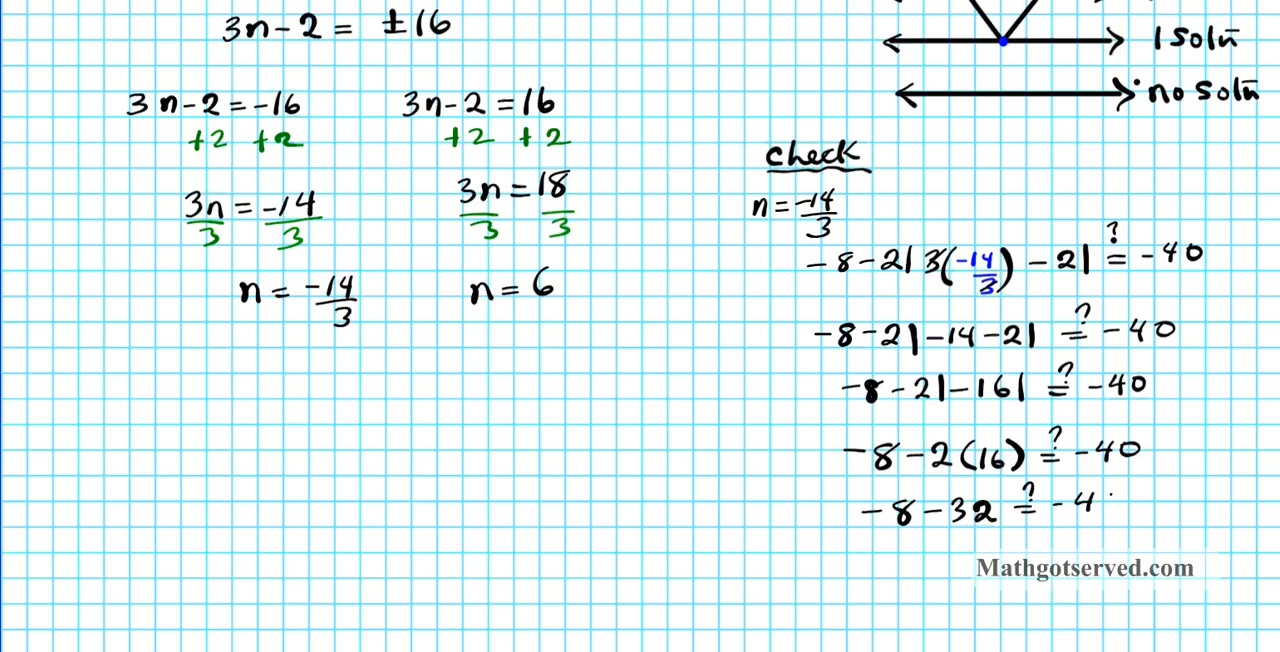 3n-2 = ±16
3n-2 = -16
+2 +2
3n = -14
3 3
n = -14
3
3n-2 = 16
+2 +2
3n = 18
3 3
n = 6
1 soln̄
no soln̄
check
n = -14
3
-8-2|3(-14/3)-2| ?= -40
-8-2|-14-2| ?= -40
-8-2|-16| ?= -40
-8-2(16) ?= -40
-8-32 ?= -4
Mathgotserved.com